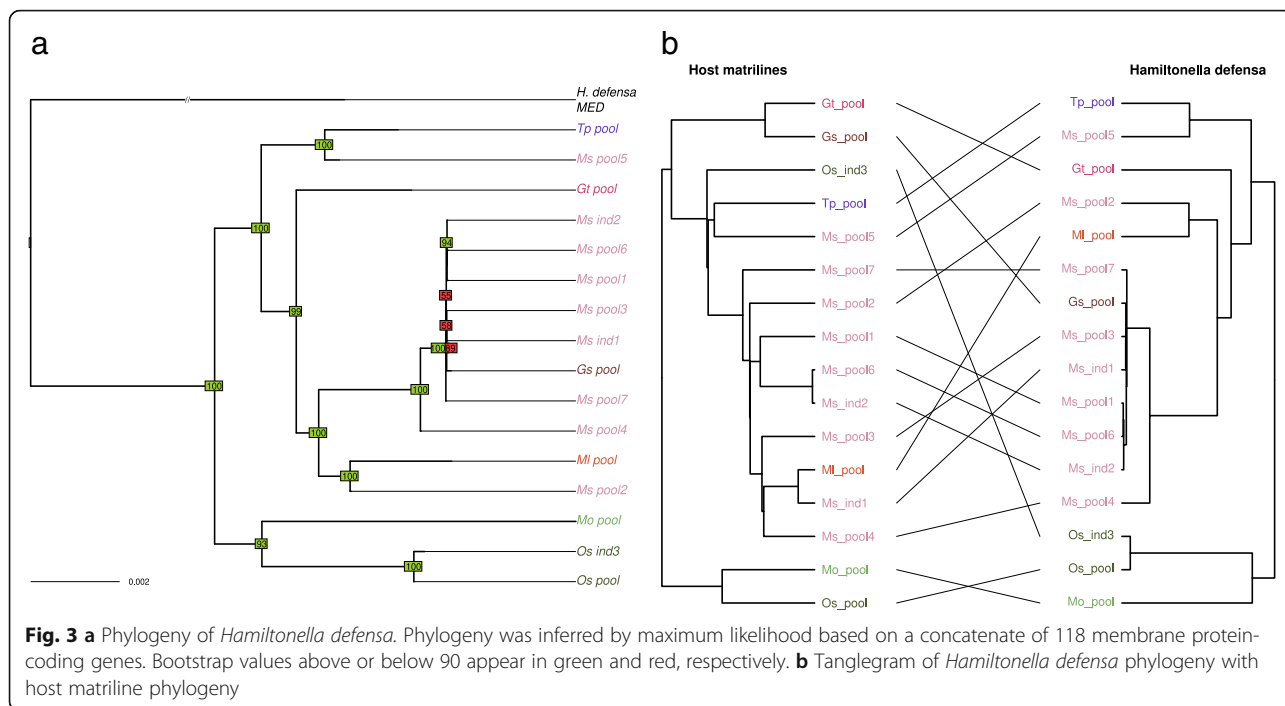 a
H. defensa
MED
Tp pool
100
Ms pool5
100
Gt pool
Ms ind2
94
Ms pool6
Ms pool1
55
Ms pool3
58
Ms ind1
100
Gs pool
99
Ms pool7
100
Ms pool4
100
Ml pool
100
Ms pool2
100
Mo pool
93
Os ind3
100
Os pool
0.002
b
Host matrilines
Hamiltonella defensa
Gt_pool
Tp_pool
Gs_pool
Ms_pool5
Os_ind3
Gt_pool
Tp_pool
Ms_pool2
Ms_pool5
Ml_pool
Ms_pool7
Ms_pool7
Ms_pool2
Gs_pool
Ms_pool1
Ms_pool3
Ms_pool6
Ms_ind1
Ms_ind2
Ms_pool1
Ms_pool3
Ms_pool6
Ml_pool
Ms_ind2
Ms_ind1
Ms_pool4
Ms_pool4
Os_ind3
Mo_pool
Os_pool
Os_pool
Mo_pool
Fig. 3 a Phylogeny of Hamiltonella defensa. Phylogeny was inferred by maximum likelihood based on a concatenate of 118 membrane protein-
coding genes. Bootstrap values above or below 90 appear in green and red, respectively. b Tanglegram of Hamiltonella defensa phylogeny with
host matriline phylogeny